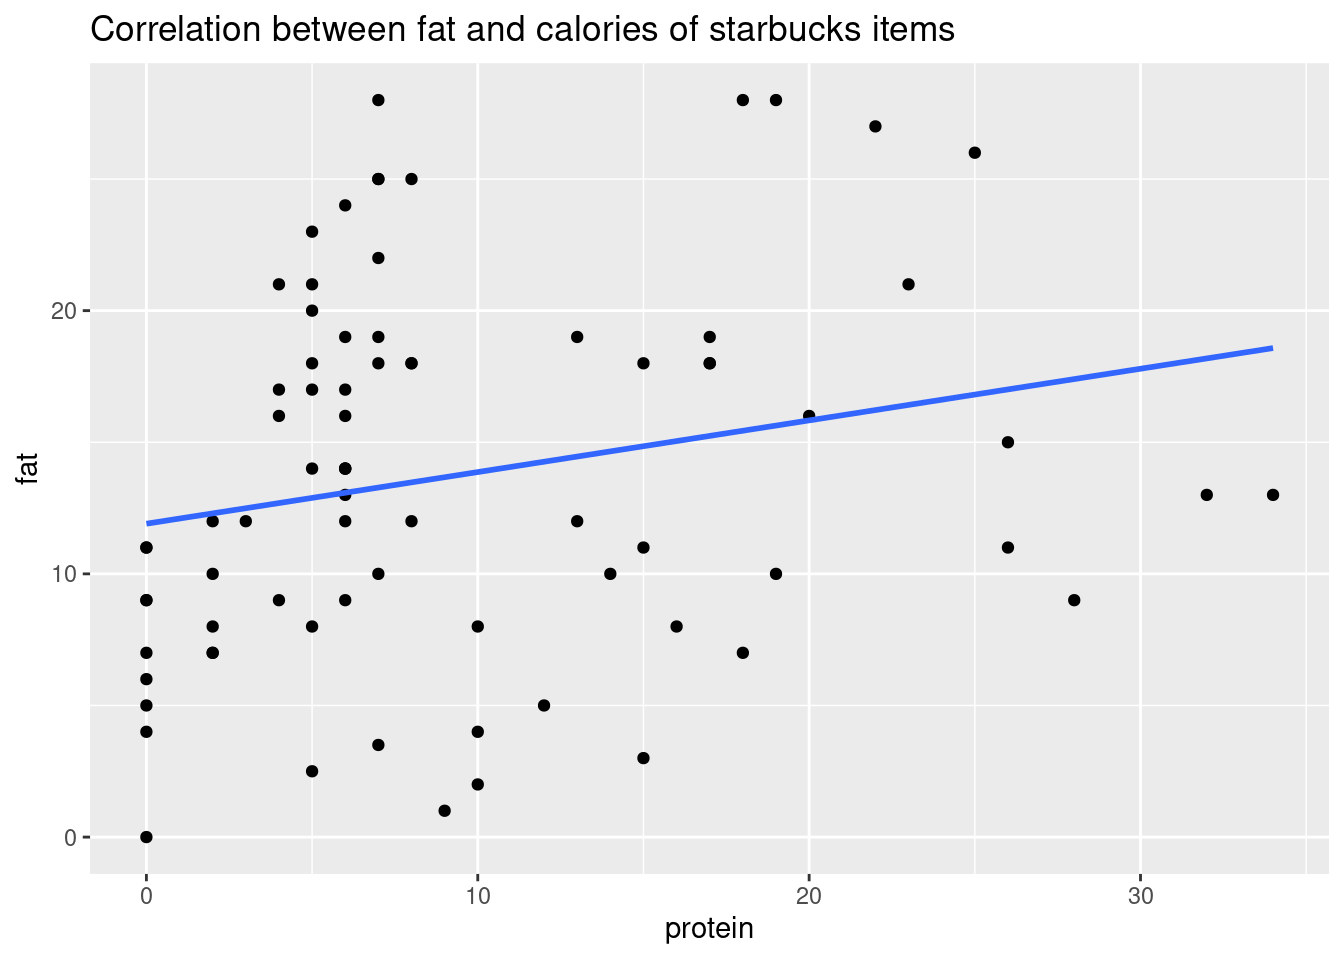 Correlation between fat and calories of starbucks items
fat
20
10
0
0 10 20 30
protein